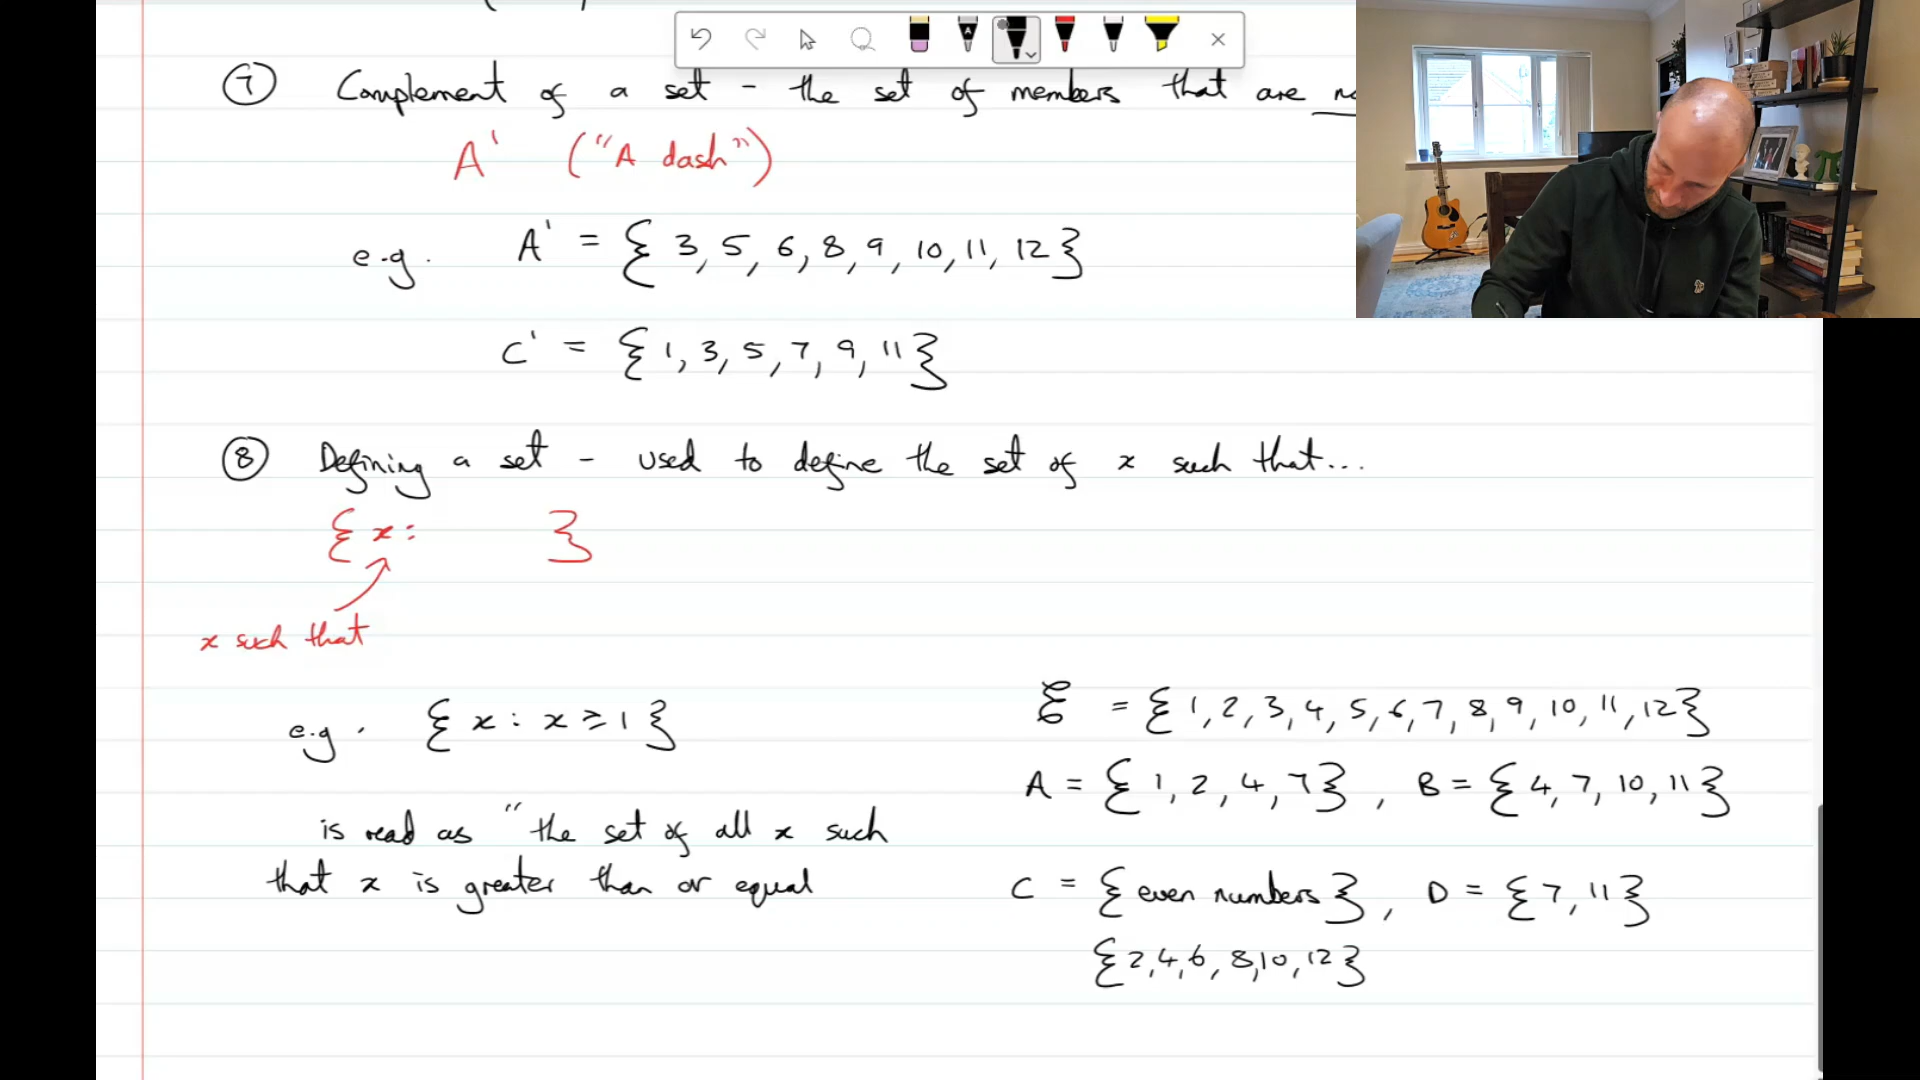 ⑦ Complement of a set - the set of members that are
A' ("A dash")
e.g. A' = { 3, 5, 6, 8, 9, 10, 11, 12 }
C' = { 1, 3, 5, 7, 9, 11 }
⑧ Defining a set - used to define the set of x such that...
{ x : }
x such that
e.g. { x : x ≥ 1 }
is read as "the set of all x such
that x is greater than or equal
ξ = { 1, 2, 3, 4, 5, 6, 7, 8, 9, 10, 11, 12 }
A = { 1, 2, 4, 7 } , B = { 4, 7, 10, 11 }
C = { even numbers } , D = { 7, 11 }
{ 2, 4, 6, 8, 10, 12 }